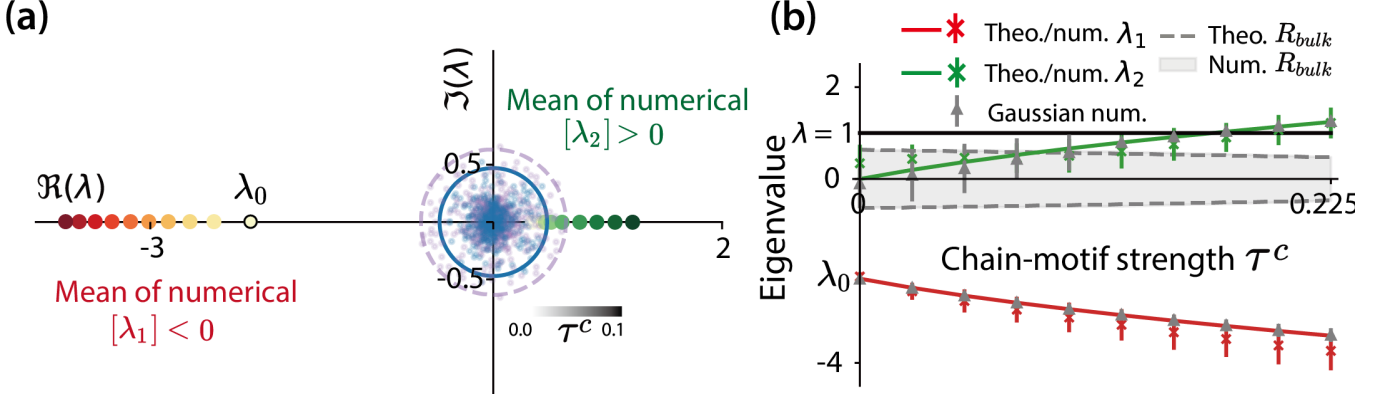 (a)
ℑ(λ)
Mean of numerical
[λ₂] > 0
0.5
ℜ(λ)
λ₀
-3
2
-0.5
Mean of numerical
[λ₁] < 0
0.0 τᶜ 0.1
(b)
Theo./num. λ₁
Theo. R_bulk
Theo./num. λ₂
Num. R_bulk
Gaussian num.
Eigenvalue
2
λ = 1
0
0
0.225
Chain-motif strength τᶜ
λ₀
-4